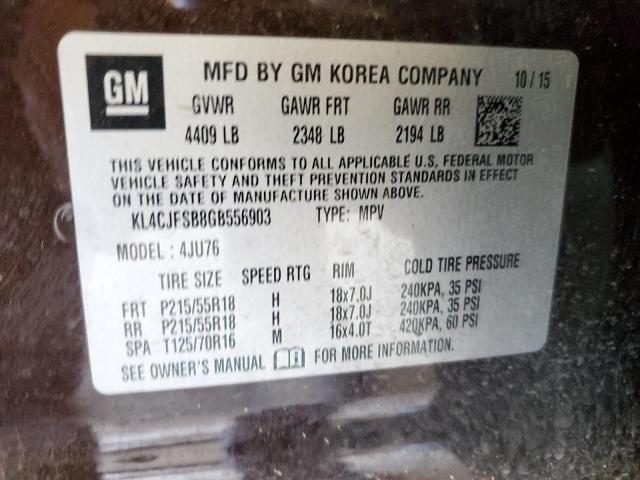 GM MFD BY GM KOREA COMPANY 10/15
GVWR GAWR FRT GAWR RR
4409 LB 2348 LB 2194 LB
THIS VEHICLE CONFORMS TO ALL APPLICABLE U.S. FEDERAL MOTOR
VEHICLE SAFETY AND THEFT PREVENTION STANDARDS IN EFFECT
ON THE DATE OF MANUFACTURE SHOWN ABOVE.
KL4CJFSB8GB556903 TYPE: MPV
MODEL: 4JU76
TIRE SIZE SPEED RTG RIM COLD TIRE PRESSURE
FRT P215/55R18 H 18x7.0J 240KPA, 35 PSI
RR P215/55R18 H 18x7.0J 240KPA, 35 PSI
SPA T125/70R16 M 16x4.0T 420KPA, 60 PSI
SEE OWNER'S MANUAL FOR MORE INFORMATION.